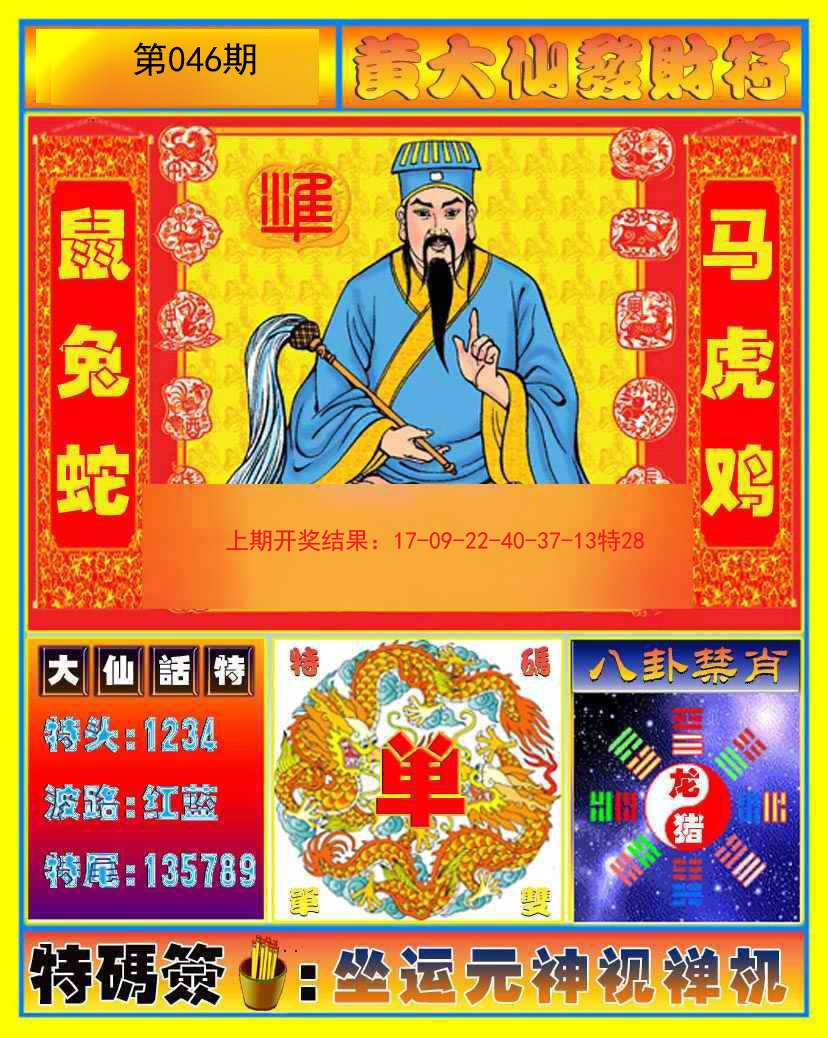 第046期
黄大仙發财符
鼠兔蛇
马虎鸡
上期开奖结果：17-09-22-40-37-13特28
大仙話特
特头:1234
波路:红蓝
特尾:135789
特碼
单
單雙
八卦禁肖
龙
猪
特碼簽:坐运元神视禅机